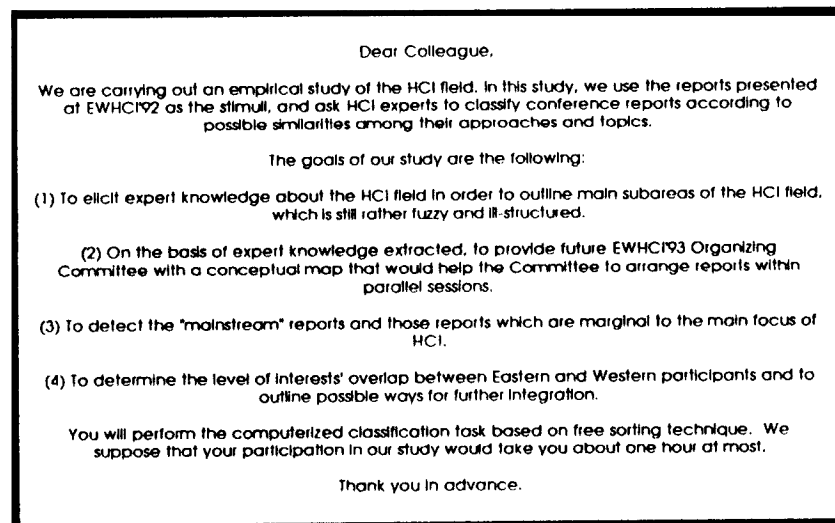 Dear Colleague,
We are carrying out an empirical study of the HCI field. In this study, we use the reports presented
at EWHCI'92 as the stimuli, and ask HCI experts to classify conference reports according to
possible similarities among their approaches and topics.
The goals of our study are the following:
(1) To elicit expert knowledge about the HCI field in order to outline main subareas of the HCI field,
which is still rather fuzzy and ill-structured.
(2) On the basis of expert knowledge extracted, to provide future EWHCI'93 Organizing
Committee with a conceptual map that would help the Committee to arrange reports within
parallel sessions.
(3) To detect the "mainstream" reports and those reports which are marginal to the main focus of
HCI.
(4) To determine the level of interests' overlap between Eastern and Western participants and to
outline possible ways for further integration.
You will perform the computerized classification task based on free sorting technique. We
suppose that your participation in our study would take you about one hour at most.
Thank you in advance.